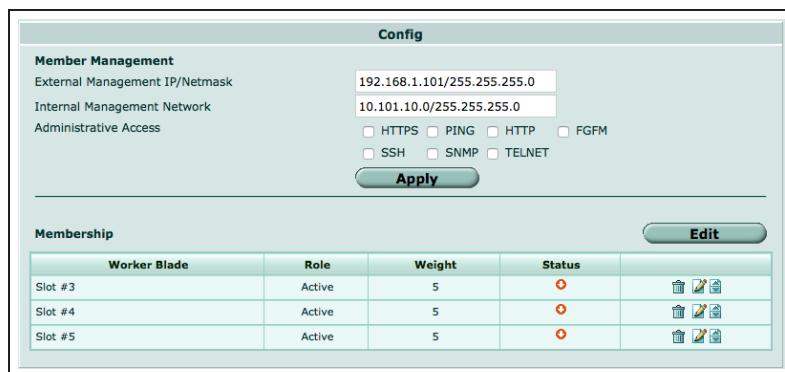 Config
Member Management
External Management IP/Netmask 192.168.1.101/255.255.255.0
Internal Management Network 10.101.10.0/255.255.255.0
Administrative Access HTTPS PING HTTP FGFM
SSH SNMP TELNET
Apply
Membership Edit
Worker Blade Role Weight Status
Slot #3 Active 5
Slot #4 Active 5
Slot #5 Active 5